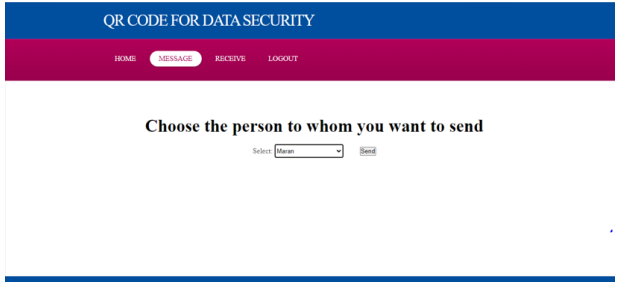 QR CODE FOR DATA SECURITY
HOME MESSAGE RECEIVE LOGOUT
Choose the person to whom you want to send
Select: Maran Send